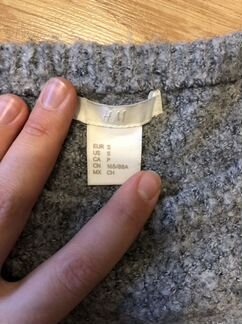 H&M
EUR S
US S
CA P
CN 165/88A
MX CH